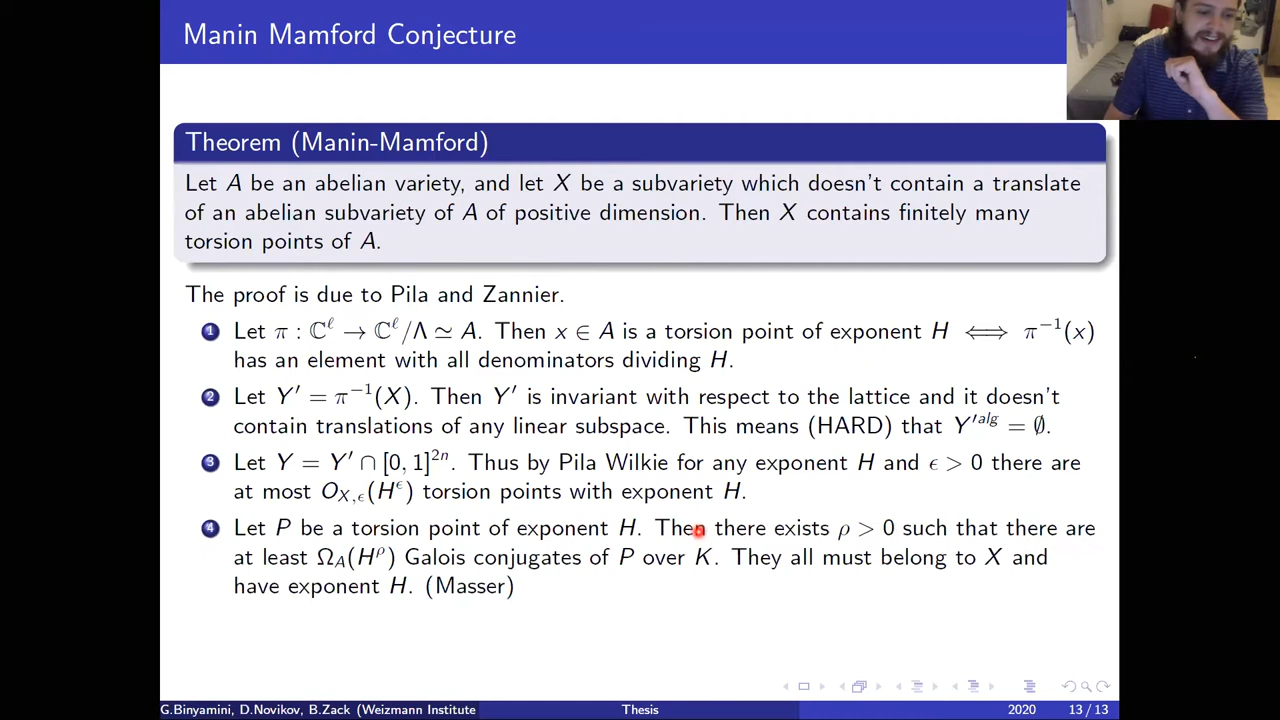 Manin Mamford Conjecture
Theorem (Manin-Mamford)
Let A be an abelian variety, and let X be a subvariety which doesn't contain a translate
of an abelian subvariety of A of positive dimension. Then X contains finitely many
torsion points of A.
The proof is due to Pila and Zannier.
1 Let π : ℂ^ℓ → ℂ^ℓ/Λ ≃ A. Then x ∈ A is a torsion point of exponent H ⟺ π⁻¹(x)
has an element with all denominators dividing H.
2 Let Y′ = π⁻¹(X). Then Y′ is invariant with respect to the lattice and it doesn't
contain translations of any linear subspace. This means (HARD) that Y′^alg = ∅.
3 Let Y = Y′ ∩ [0, 1]^2n. Thus by Pila Wilkie for any exponent H and ϵ > 0 there are
at most O_X,ϵ(H^ϵ) torsion points with exponent H.
4 Let P be a torsion point of exponent H. Then there exists ρ > 0 such that there are
at least Ω_A(H^ρ) Galois conjugates of P over K. They all must belong to X and
have exponent H. (Masser)
G.Binyamini, D.Novikov, B.Zack (Weizmann Institute
Thesis
2020
13 / 13